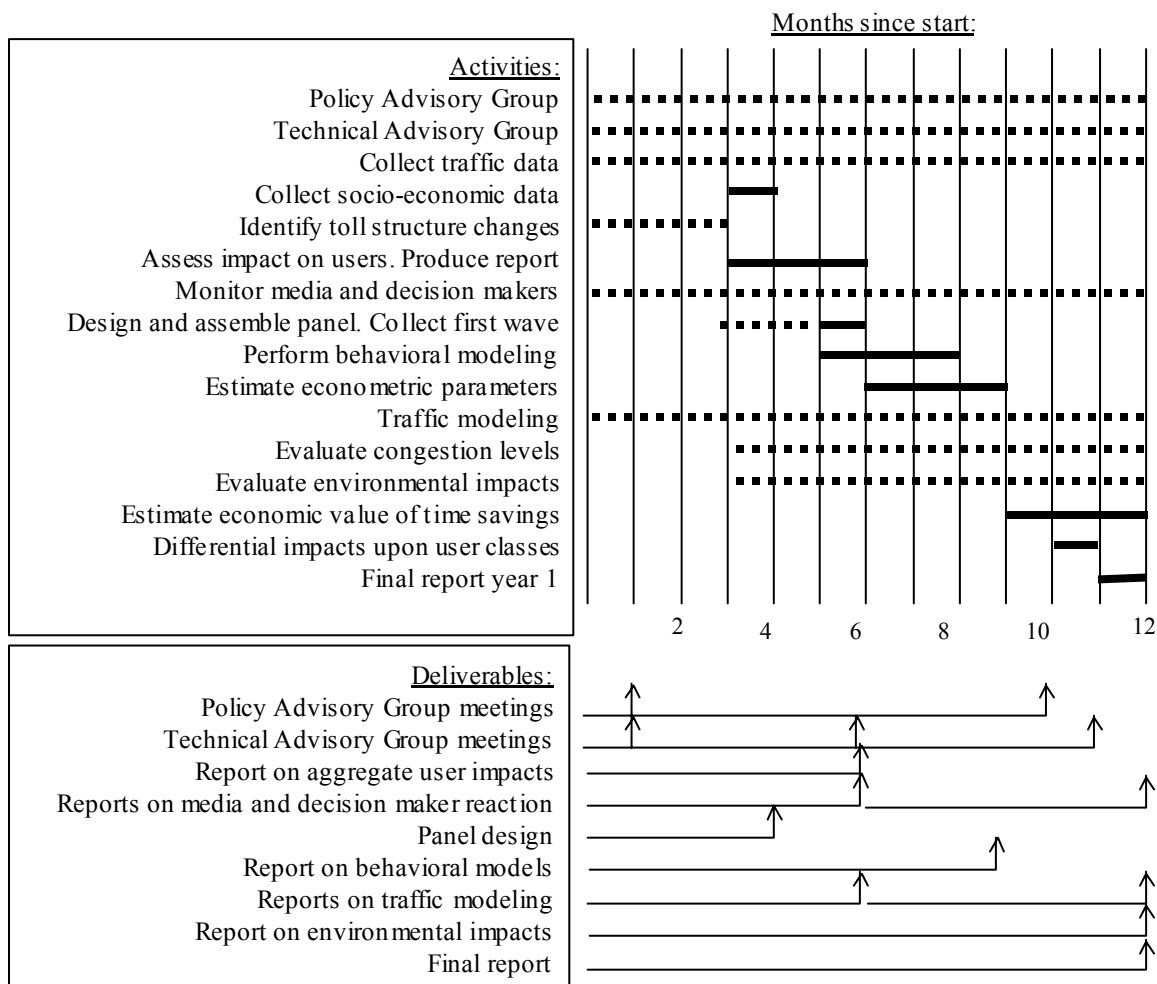 Months since start:
Activities:
Policy Advisory Group
Technical Advisory Group
Collect traffic data
Collect socio-economic data
Identify toll structure changes
Assess impact on users. Produce report
Monitor media and decision makers
Design and assemble panel. Collect first wave
Perform behavioral modeling
Estimate econometric parameters
Traffic modeling
Evaluate congestion levels
Evaluate environmental impacts
Estimate economic value of time savings
Differential impacts upon user classes
Final report year 1
2 4 6 8 10 12
Deliverables:
Policy Advisory Group meetings
Technical Advisory Group meetings
Report on aggregate user impacts
Reports on media and decision maker reaction
Panel design
Report on behavioral models
Reports on traffic modeling
Report on environmental impacts
Final report